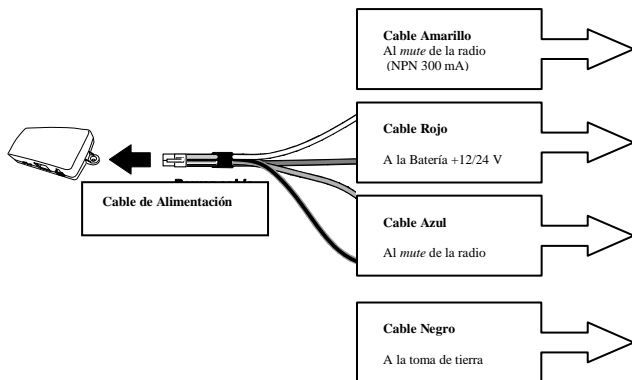 Cable Amarillo
Al mute de la radio
(NPN 300 mA)
Cable Rojo
A la Batería +12/24 V
Cable de Alimentación
Cable Azul
Al mute de la radio
Cable Negro
A la toma de tierra